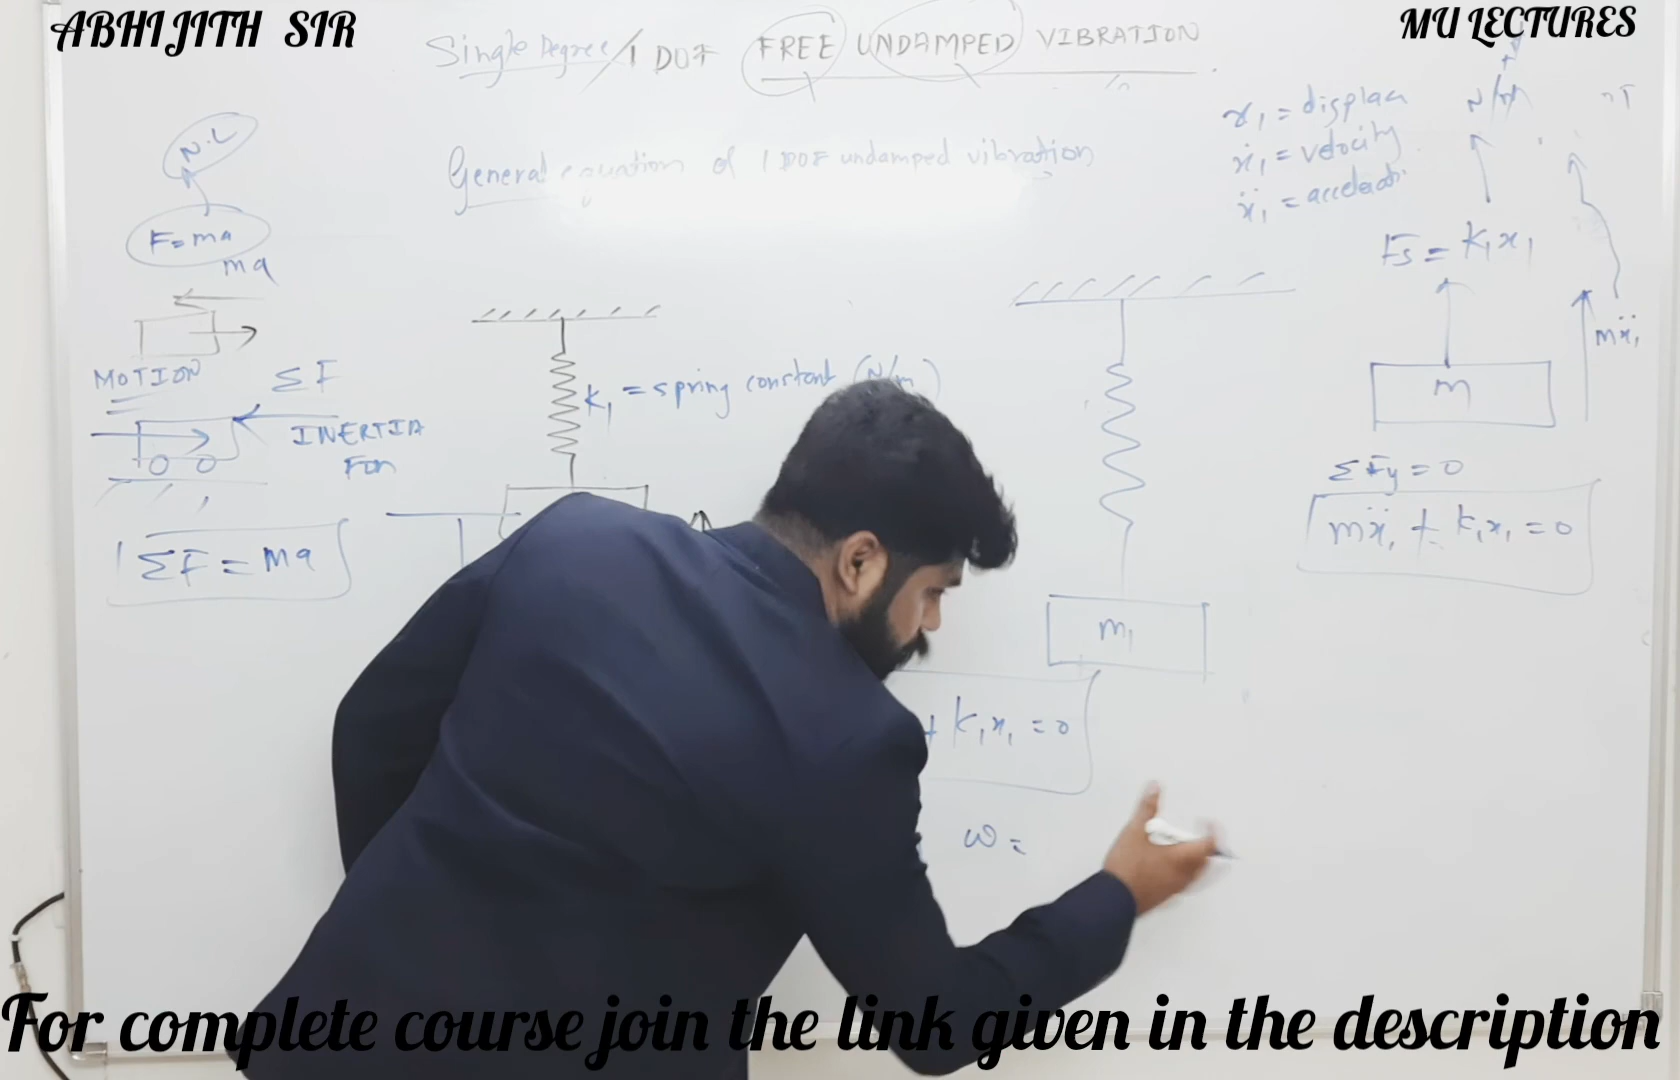 ABHIJITH SIR
MU LECTURES
Single Degree / 1 DOF FREE UNDAMPED VIBRATION
General equation of 1 DOF undamped vibration
x₁ = displac
ẋ₁ = velocity
ẍ₁ =
N/m
N.L
F = ma
ma
MOTION
ΣF
INERTIA
For
ΣF = ma
k₁ = spring constant (N/m)
m₁
+ k₁x₁ = 0
ω =
Fs = k₁x₁
mẍ₁
m
ΣFy = 0
mẍ₁ + k₁x₁ = 0
For complete course join the link given in the description